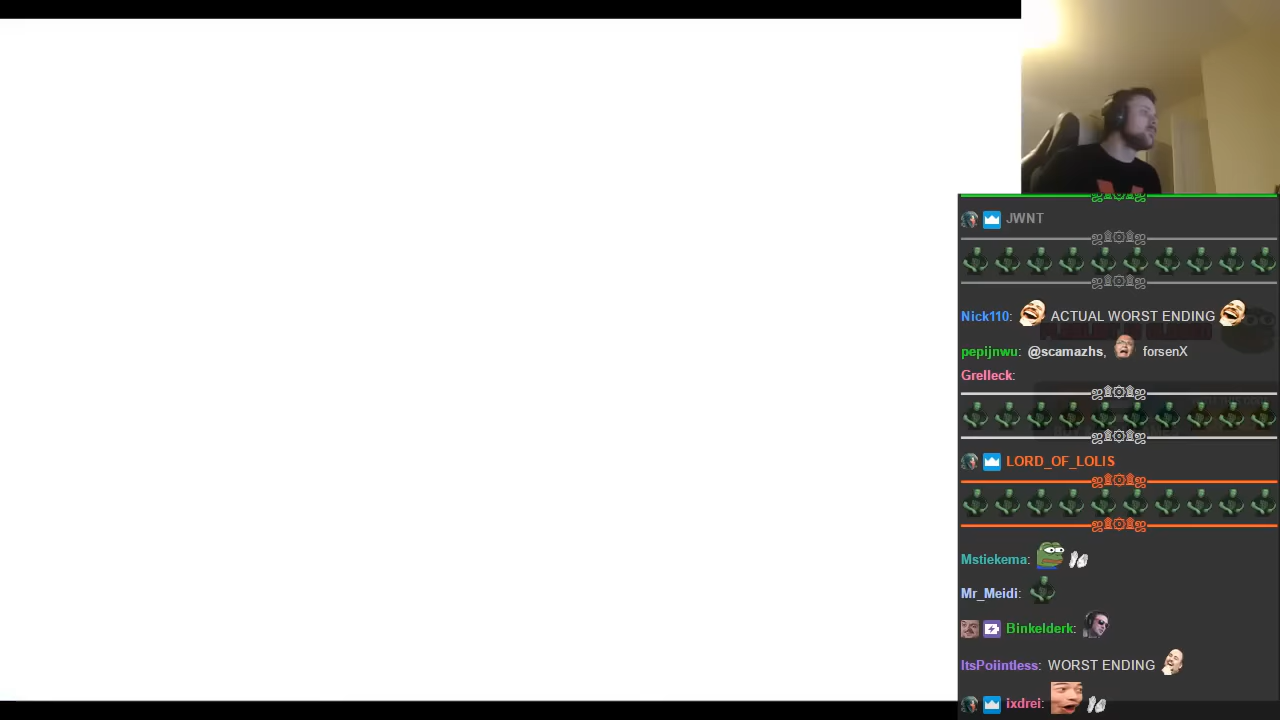 JWNT
Nick110: ACTUAL WORST ENDING
pepijnwu: @scamazhs, forsenX
Grelleck:
LORD_OF_LOLIS
Mstiekema:
Mr_Meidi:
Binkelderk:
ItsPoiintless: WORST ENDING
ixdrei: